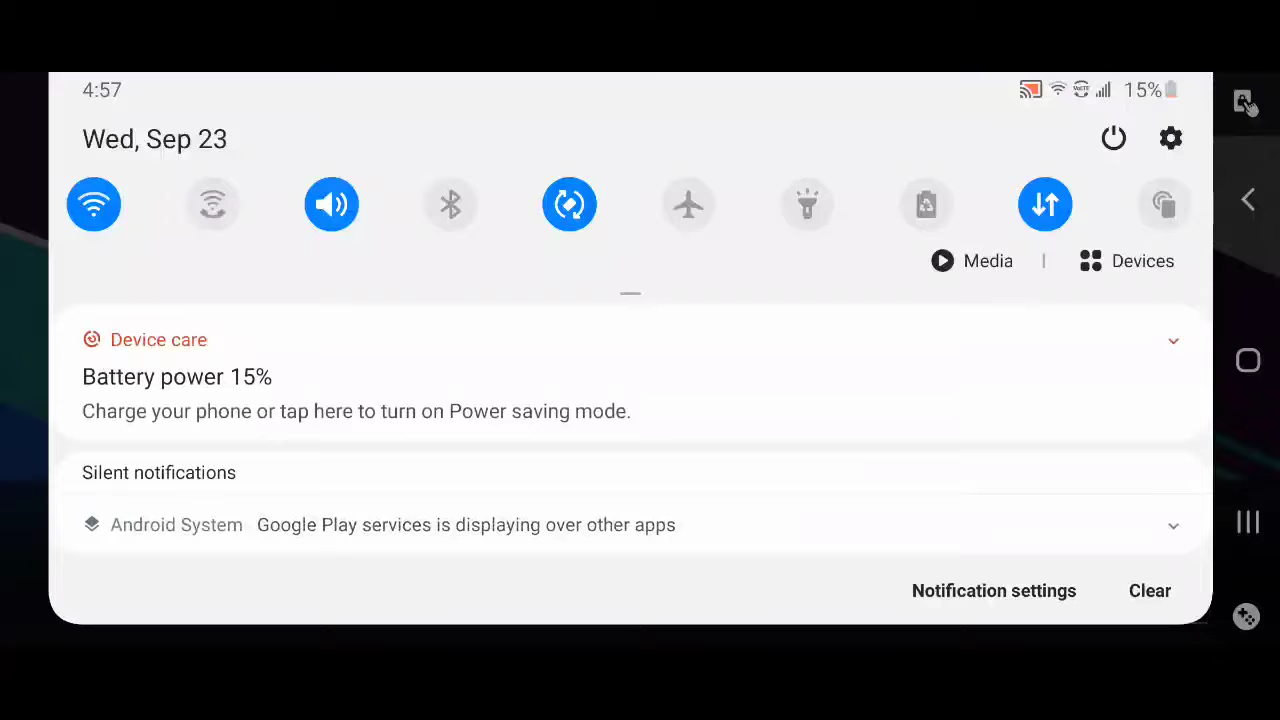 4:57
15%
Wed, Sep 23
Media | Devices
Device care
Battery power 15%
Charge your phone or tap here to turn on Power saving mode.
Silent notifications
Android System Google Play services is displaying over other apps
Notification settings Clear